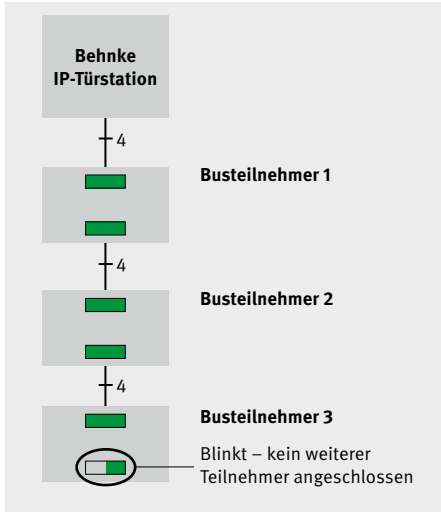 Behnke
IP-Türstation
4
Busteilnehmer 1
4
Busteilnehmer 2
4
Busteilnehmer 3
Blinkt – kein weiterer
Teilnehmer angeschlossen